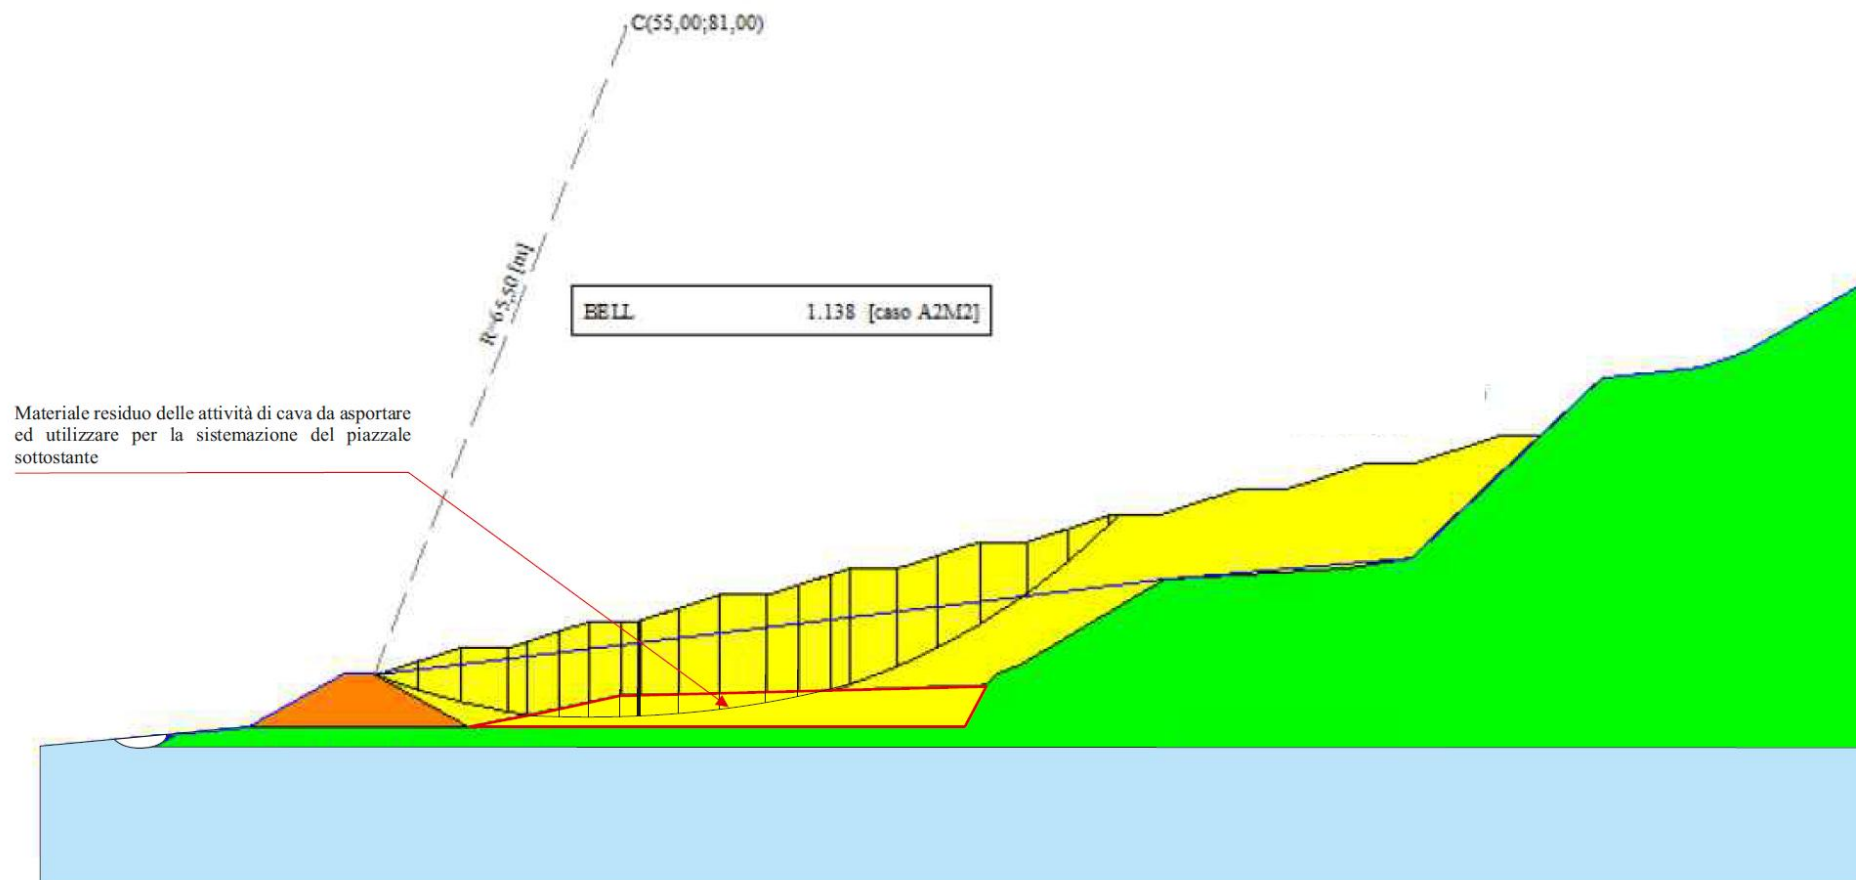 C(55,00;81,00)
R=65,50 [m]
BELL 1.138 [caso A2M2]
Materiale residuo delle attività di cava da asportare
ed utilizzare per la sistemazione del piazzale
sottostante